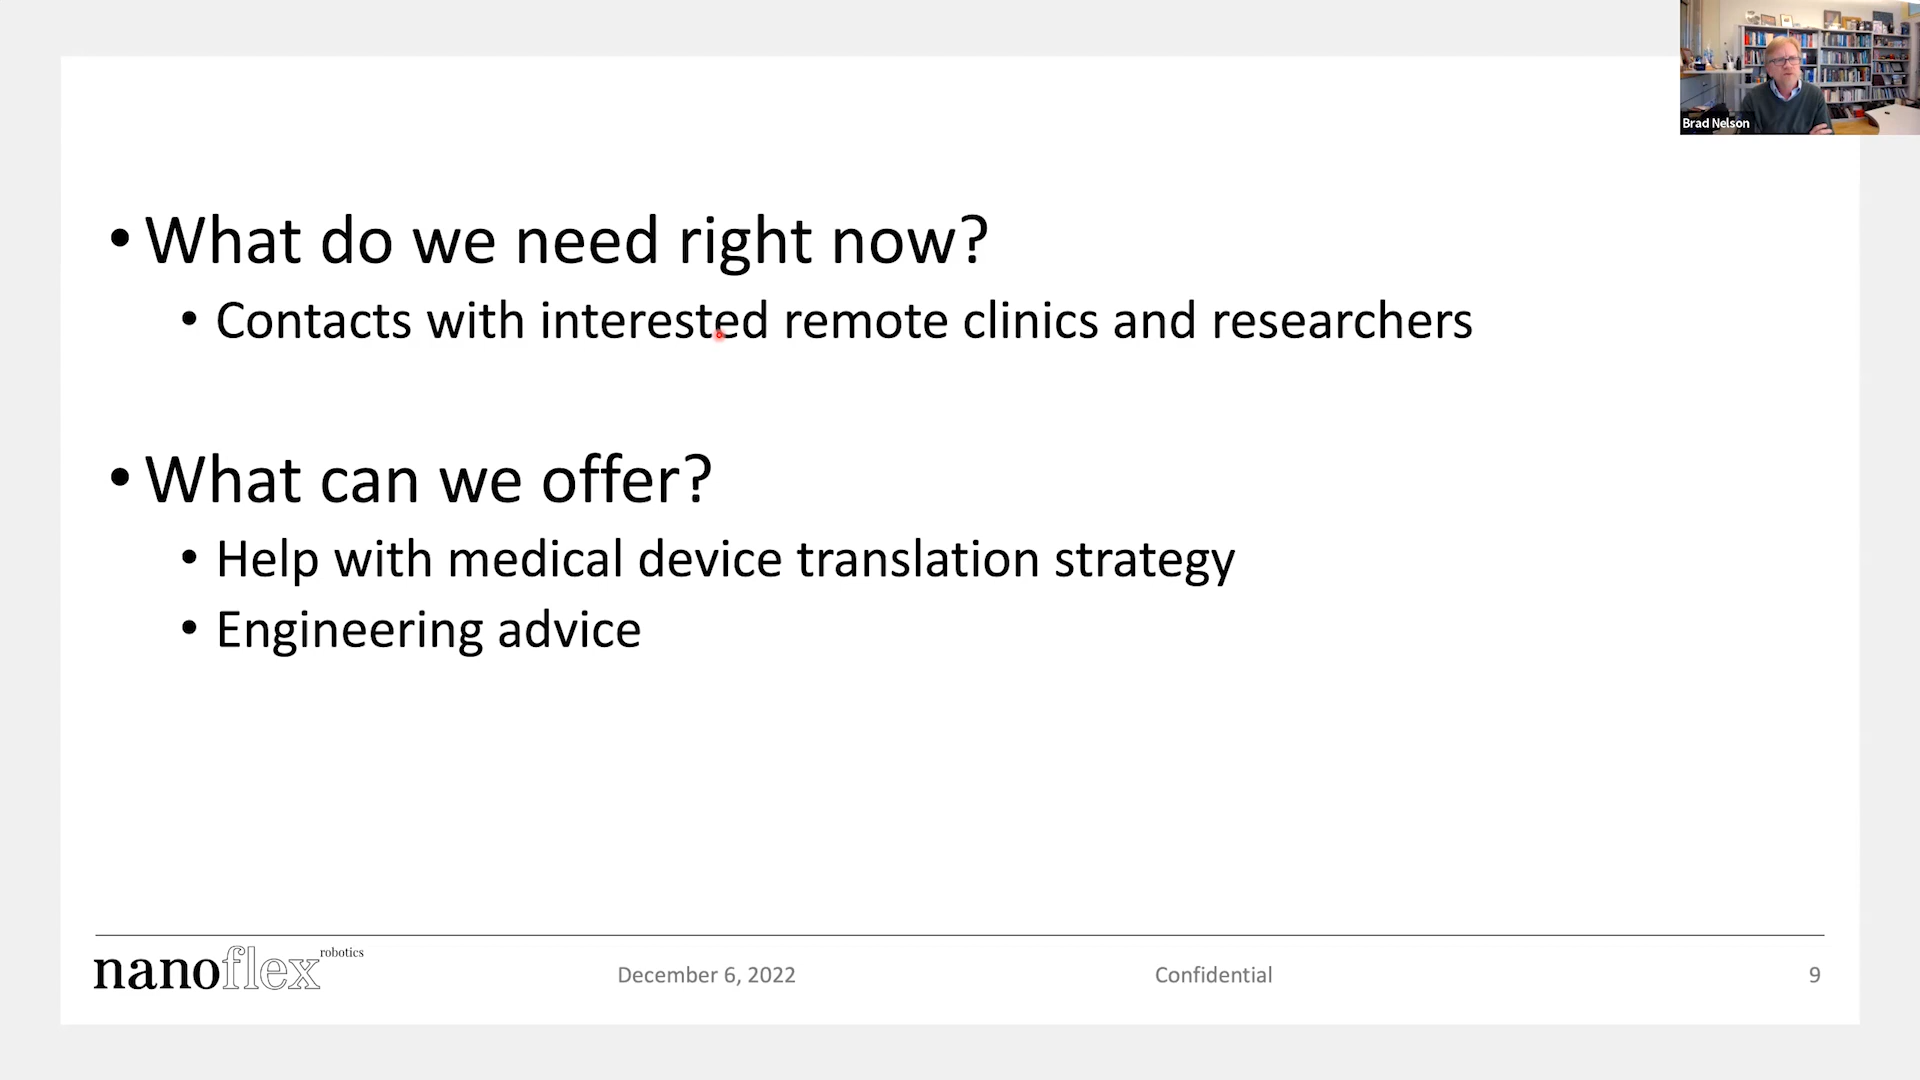 Brad Nelson
• What do we need right now?
• Contacts with interested remote clinics and researchers
• What can we offer?
• Help with medical device translation strategy
• Engineering advice
nanoflex robotics
December 6, 2022
Confidential
9